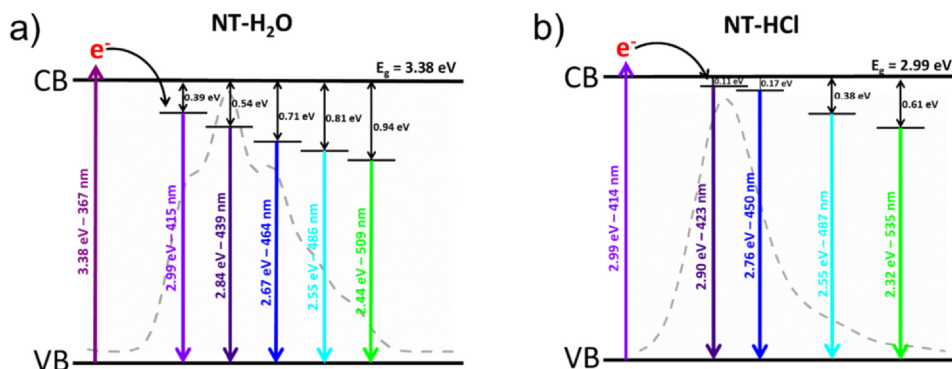 a)
NT-H₂O
e⁻
CB
E_g = 3.38 eV
0.39 eV
0.54 eV
0.71 eV
0.81 eV
0.94 eV
3.38 eV – 367 nm
2.99 eV – 415 nm
2.84 eV – 439 nm
2.67 eV – 464 nm
2.55 eV – 486 nm
2.44 eV – 509 nm
VB
b)
NT-HCl
e⁻
CB
E_g = 2.99 eV
0.11 eV
0.17 eV
0.38 eV
0.61 eV
2.99 eV – 414 nm
2.90 eV – 423 nm
2.76 eV – 450 nm
2.55 eV – 487 nm
2.32 eV – 535 nm
VB